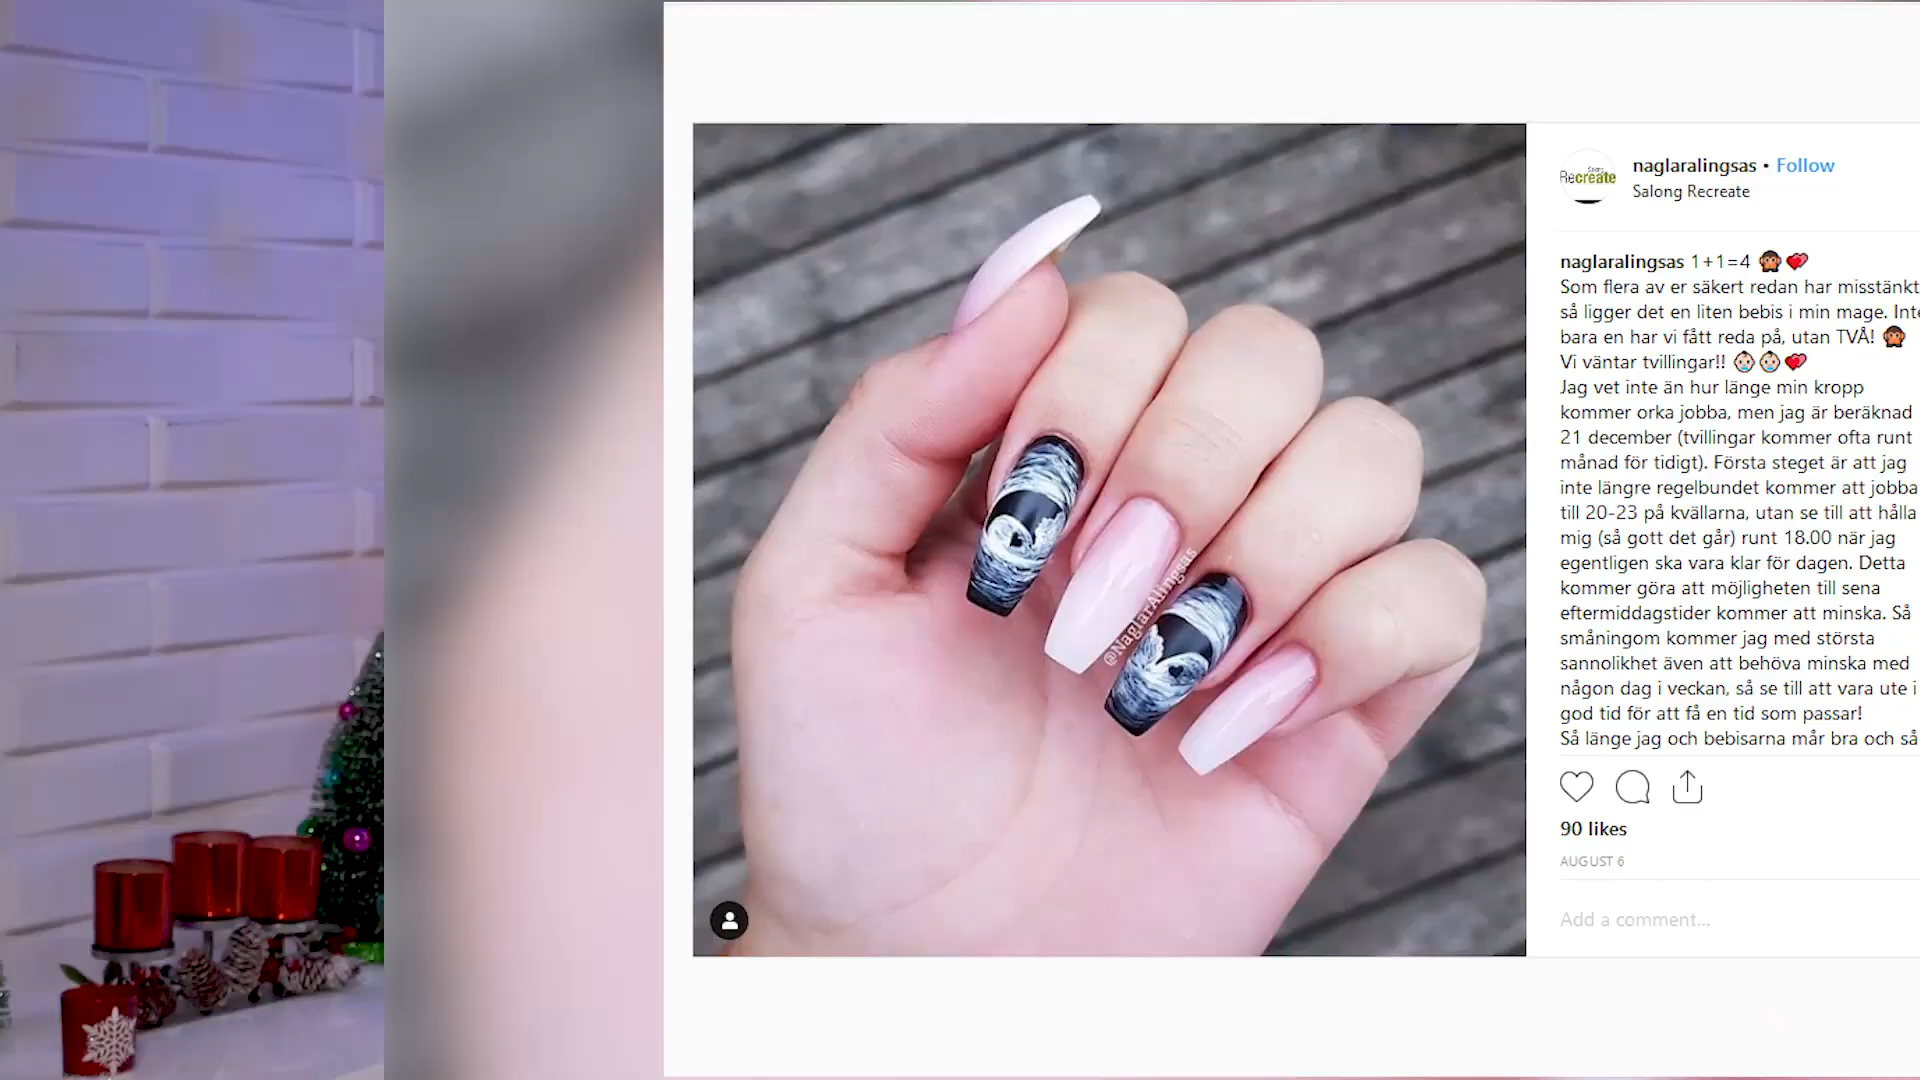 Salong
Recreate
naglaralingsas • Follow
Salong Recreate
naglaralingsas 1+1=4 🙊💕
Som flera av er säkert redan har misstänkt
så ligger det en liten bebis i min mage. Inte
bara en har vi fått reda på, utan TVÅ! 🙊
Vi väntar tvillingar!! 👶👶💕
Jag vet inte än hur länge min kropp
kommer orka jobba, men jag är beräknad
21 december (tvillingar kommer ofta runt
månad för tidigt). Första steget är att jag
inte längre regelbundet kommer att jobba
till 20-23 på kvällarna, utan se till att hålla
mig (så gott det går) runt 18.00 när jag
egentligen ska vara klar för dagen. Detta
kommer göra att möjligheten till sena
eftermiddagstider kommer att minska. Så
småningom kommer jag med största
sannolikhet även att behöva minska med
någon dag i veckan, så se till att vara ute i
god tid för att få en tid som passar!
Så länge jag och bebisarna mår bra och så
@NaglarAlingsas
90 likes
AUGUST 6
Add a comment...